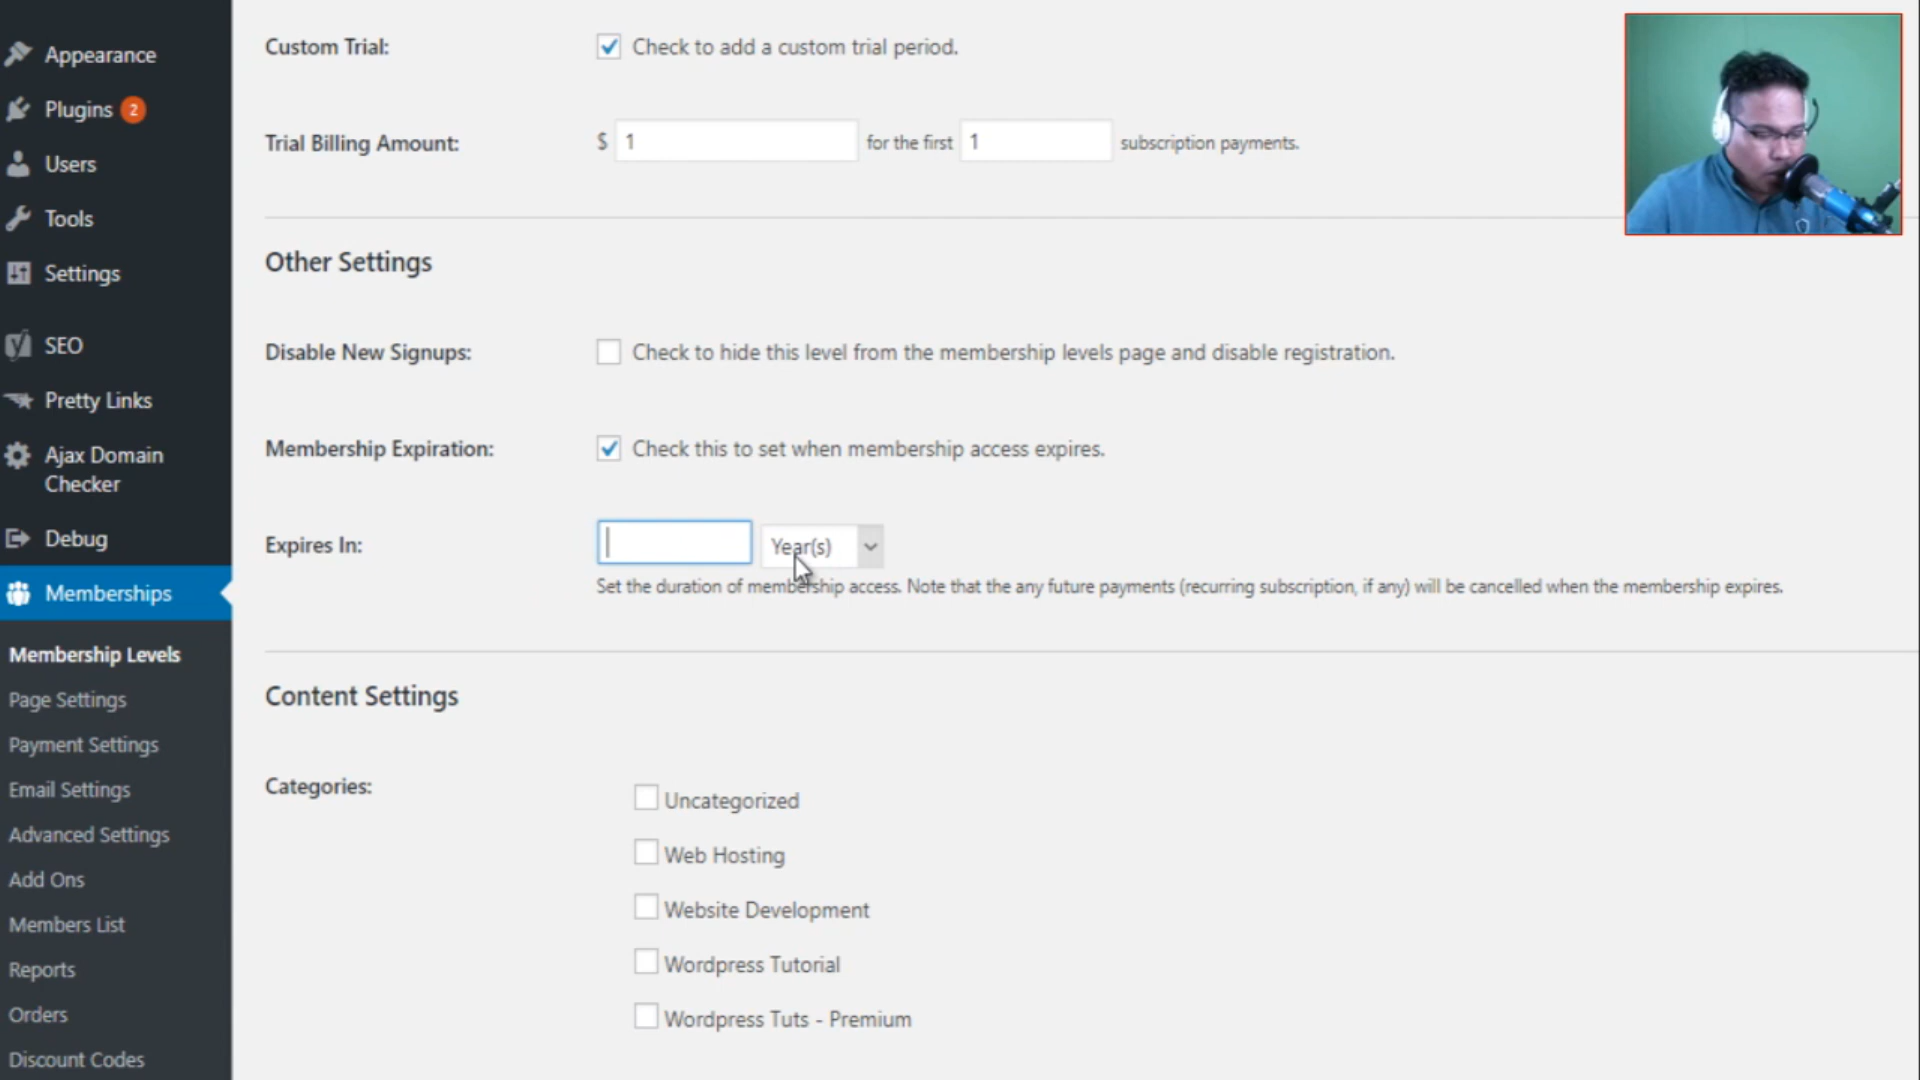 Appearance
Plugins 2
Users
Tools
Settings
SEO
Pretty Links
Ajax Domain
Checker
Debug
Memberships
Membership Levels
Page Settings
Payment Settings
Email Settings
Advanced Settings
Add Ons
Members List
Reports
Orders
Discount Codes
Custom Trial: Check to add a custom trial period.
Trial Billing Amount: $ 1 for the first 1 subscription payments.
Other Settings
Disable New Signups: Check to hide this level from the membership levels page and disable registration.
Membership Expiration: Check this to set when membership access expires.
Expires In: Year(s)
Set the duration of membership access. Note that the any future payments (recurring subscription, if any) will be cancelled when the membership expires.
Content Settings
Categories:
Uncategorized
Web Hosting
Website Development
Wordpress Tutorial
Wordpress Tuts - Premium